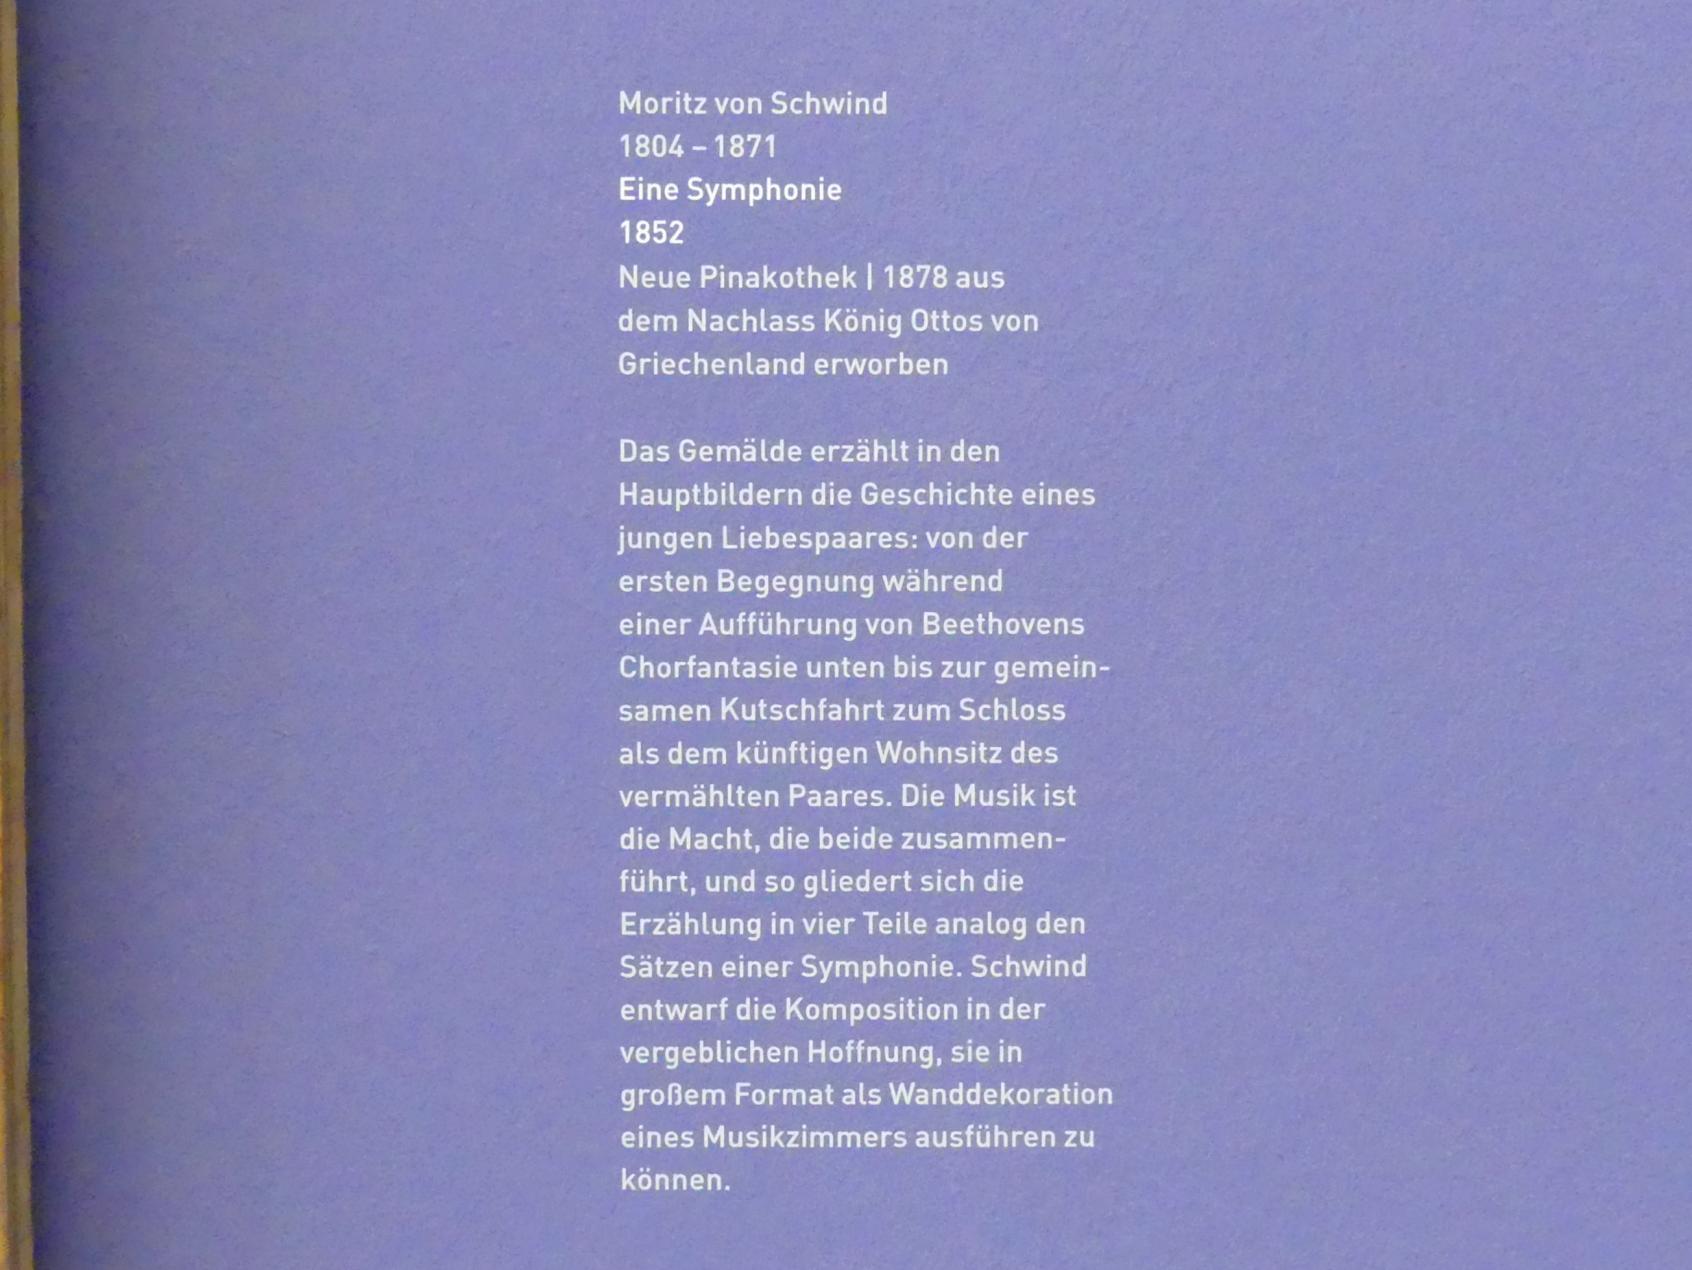 Moritz von Schwind
1804 – 1871
Eine Symphonie
1852
Neue Pinakothek | 1878 aus
dem Nachlass König Ottos von
Griechenland erworben
Das Gemälde erzählt in den
Hauptbildern die Geschichte eines
jungen Liebespaares: von der
ersten Begegnung während
einer Aufführung von Beethovens
Chorfantasie unten bis zur gemein-
samen Kutschfahrt zum Schloss
als dem künftigen Wohnsitz des
vermählten Paares. Die Musik ist
die Macht, die beide zusammen-
führt, und so gliedert sich die
Erzählung in vier Teile analog den
Sätzen einer Symphonie. Schwind
entwarf die Komposition in der
vergeblichen Hoffnung, sie in
großem Format als Wanddekoration
eines Musikzimmers ausführen zu
können.